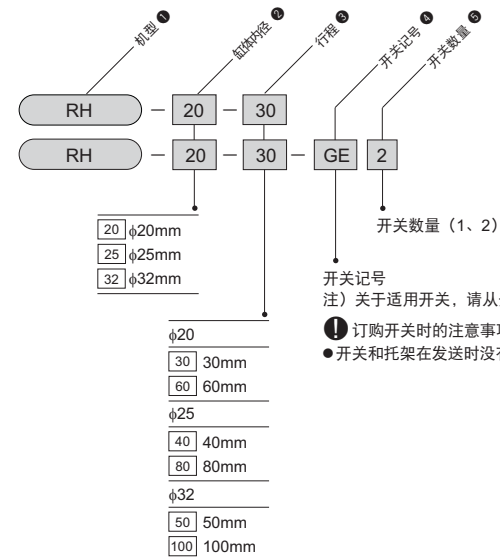 机型❶
缸体内径❷
行程❸
开关记号❹
开关数量❺
RH – 20 – 30
RH – 20 – 30 – GE 2
开关数量（1、2）
20 ϕ20mm
25 ϕ25mm
32 ϕ32mm
开关记号
注）关于适用开关，请从
订购开关时的注意事
●开关和托架在发送时没
ϕ20
30 30mm
60 60mm
ϕ25
40 40mm
80 80mm
ϕ32
50 50mm
100 100mm